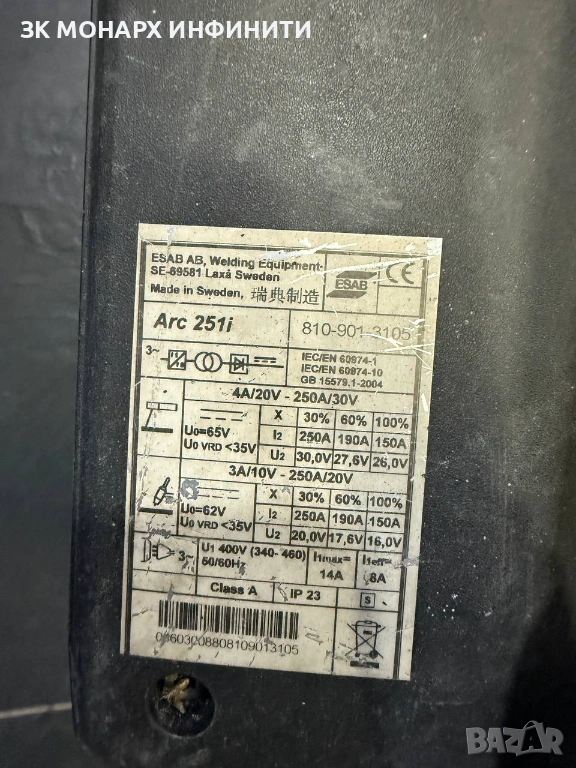 ЗК МОНАРХ ИНФИНИТИ
ESAB AB, Welding Equipment
SE-69581 Laxå Sweden
Made in Sweden, 瑞典制造
ESAB
CE
Arc 251i
810-901-3105
3~
IEC/EN 60974-1
IEC/EN 60974-10
GB 15579.1-2004
4A/20V - 250A/30V
X 30% 60% 100%
U0=65V
U0 VRD <35V
I2 250A 190A 150A
U2 30,0V 27,6V 26,0V
3A/10V - 250A/20V
X 30% 60% 100%
U0=62V
U0 VRD <35V
I2 250A 190A 150A
U2 20,0V 17,6V 16,0V
3~
U1 400V (340-460)
50/60Hz
I1max=
14A
I1eff=
8A
Class A
IP 23
S
BAZAR